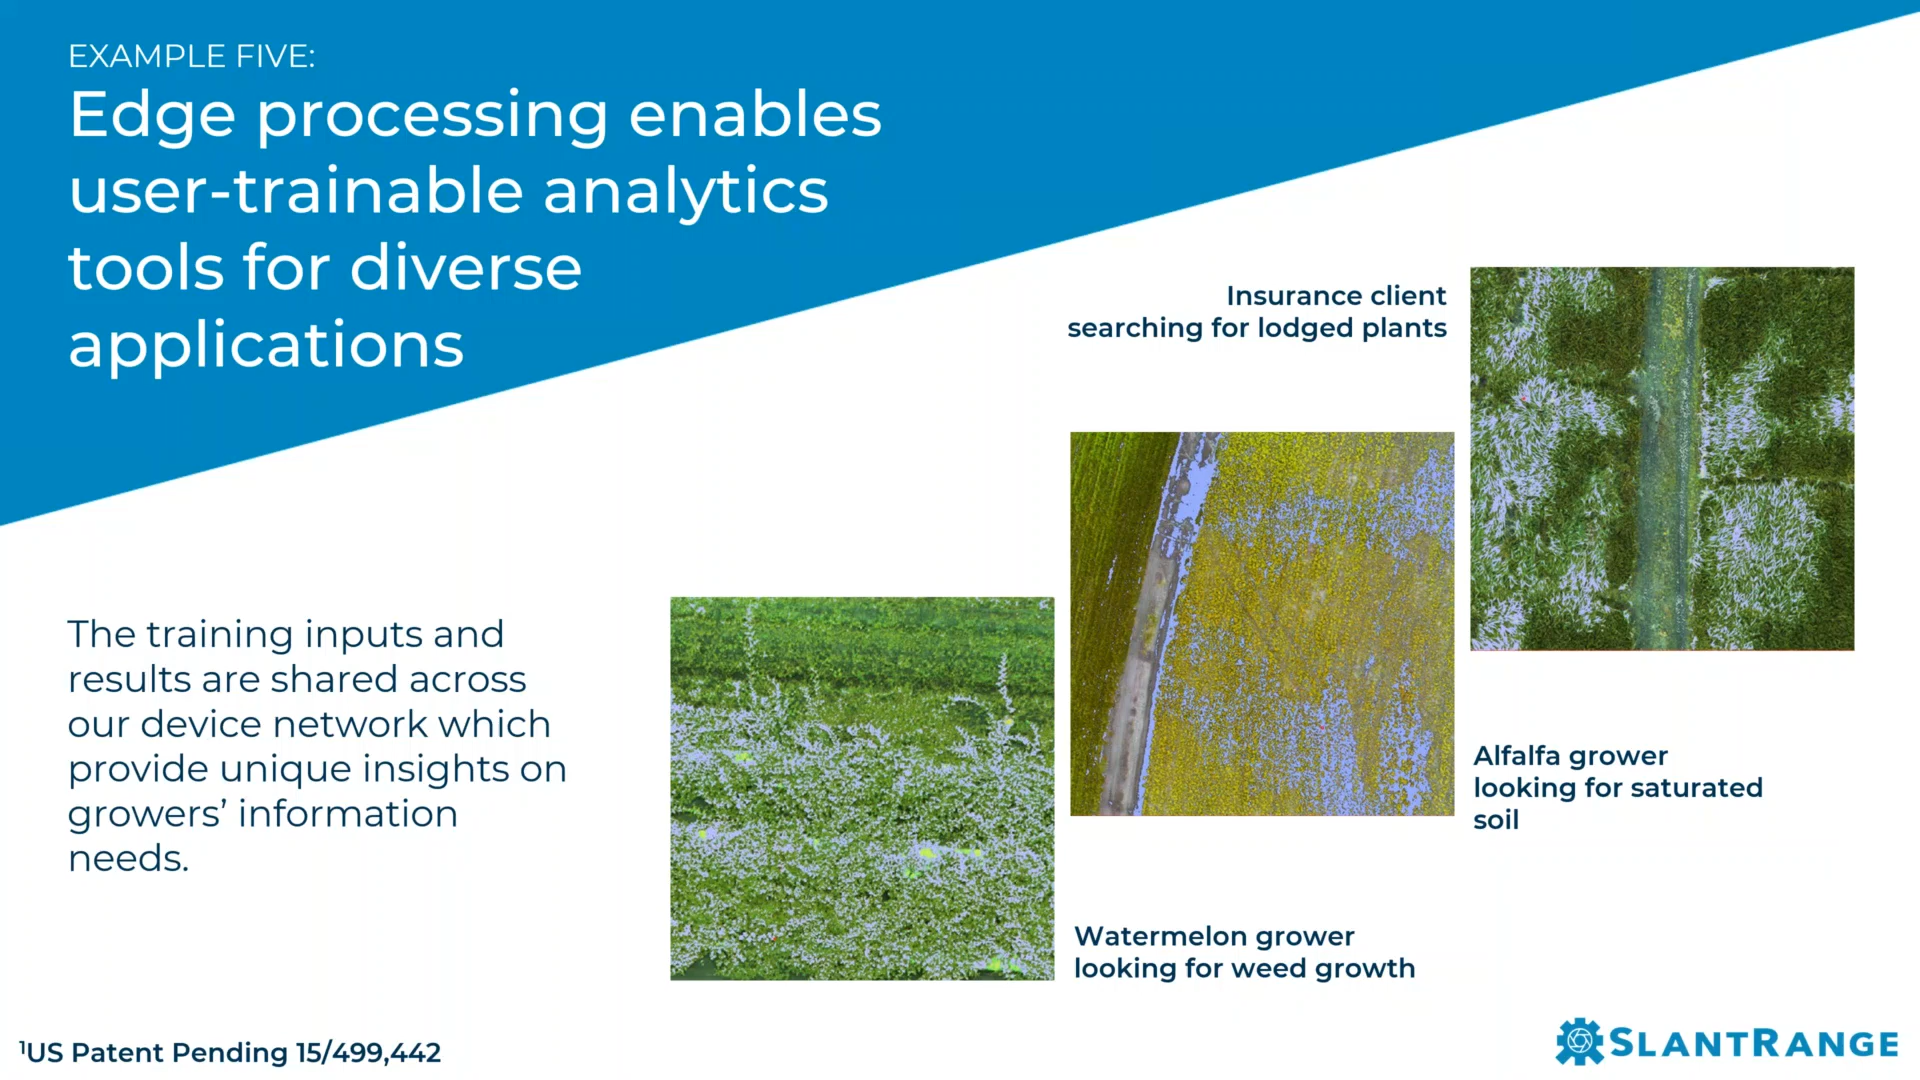 EXAMPLE FIVE:
Edge processing enables
user-trainable analytics
tools for diverse
applications
Insurance client
searching for lodged plants
The training inputs and
results are shared across
our device network which
provide unique insights on
growers’ information
needs.
Alfalfa grower
looking for saturated
soil
Watermelon grower
looking for weed growth
¹US Patent Pending 15/499,442
SLANTRANGE